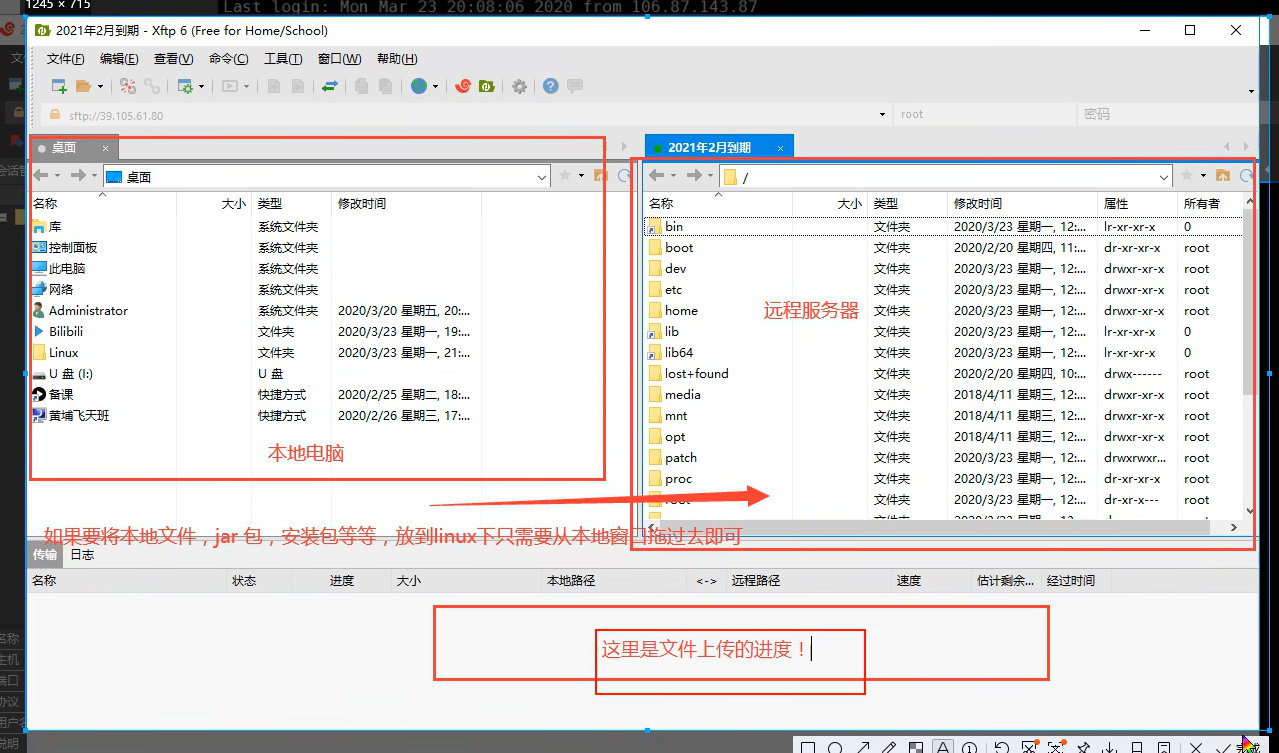 1245 × 715
Last login: Mon Mar 23 20:08:06 2020 from 106.87.143.87
2021年2月到期 - Xftp 6 (Free for Home/School)
文件(F) 编辑(E) 查看(V) 命令(C) 工具(T) 窗口(W) 帮助(H)
sftp://39.105.61.80 root 密码
桌面 2021年2月到期
桌面 /
名称 大小 类型 修改时间 名称 大小 类型 修改时间 属性 所有者
库 系统文件夹 bin 文件夹 2020/3/23 星期一, 12:... lr-xr-xr-x 0
控制面板 系统文件夹 boot 文件夹 2020/2/20 星期四, 11:... dr-xr-xr-x root
此电脑 系统文件夹 dev 文件夹 2020/3/23 星期一, 12:... drwxr-xr-x root
网络 系统文件夹 etc 文件夹 2020/3/23 星期一, 12:... drwxr-xr-x root
Administrator 系统文件夹 2020/3/20 星期五, 20:... home 文件夹 2020/3/23 星期一, 12:... drwxr-xr-x root
远程服务器
Bilibili 文件夹 2020/3/23 星期一, 19:... lib 文件夹 2020/3/23 星期一, 12:... lr-xr-xr-x 0
Linux 文件夹 2020/3/23 星期一, 21:... lib64 文件夹 2020/3/23 星期一, 12:... lr-xr-xr-x 0
U 盘 (I:) U 盘 lost+found 文件夹 2020/2/20 星期四, 10:... drwx------ root
备课 快捷方式 2020/2/25 星期二, 18:... media 文件夹 2018/4/11 星期三, 12:... drwxr-xr-x root
黄埔飞天班 快捷方式 2020/2/26 星期三, 17:... mnt 文件夹 2018/4/11 星期三, 12:... drwxr-xr-x root
opt 文件夹 2018/4/11 星期三, 12:... drwxr-xr-x root
本地电脑
patch 文件夹 2020/3/23 星期一, 12:... drwxrwxr... root
proc 文件夹 2020/3/23 星期一, 12:... dr-xr-xr-x root
root 文件夹 2020/3/23 星期一, 12:... dr-xr-x--- root
如果要将本地文件，jar 包，安装包等等，放到linux下只需要从本地窗口拖过去即可
传输 日志
名称 状态 进度 大小 本地路径 <-> 远程路径 速度 估计剩余... 经过时间
这里是文件上传的进度！
名称
主机
端口
协议
用户名
说明
完成